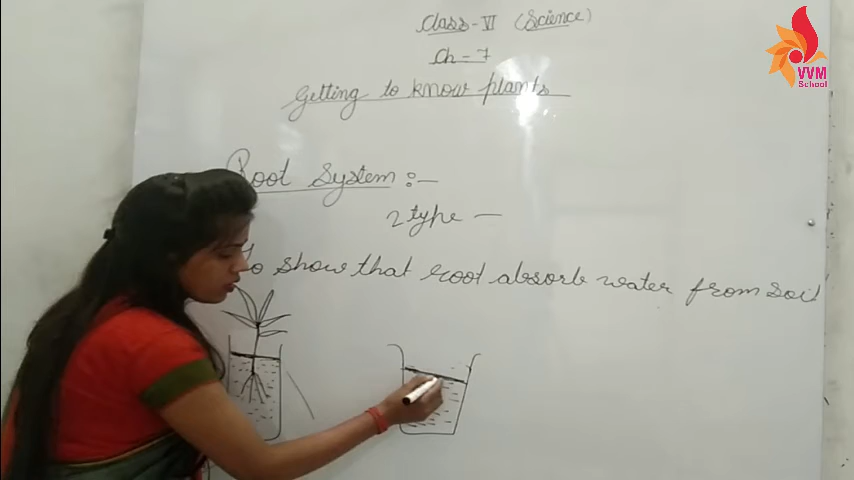 Class - VI (Science)
Ch - 7
Getting to know plants
Root System :-
2 type -
To show that root absorb water from soil
VVM
School